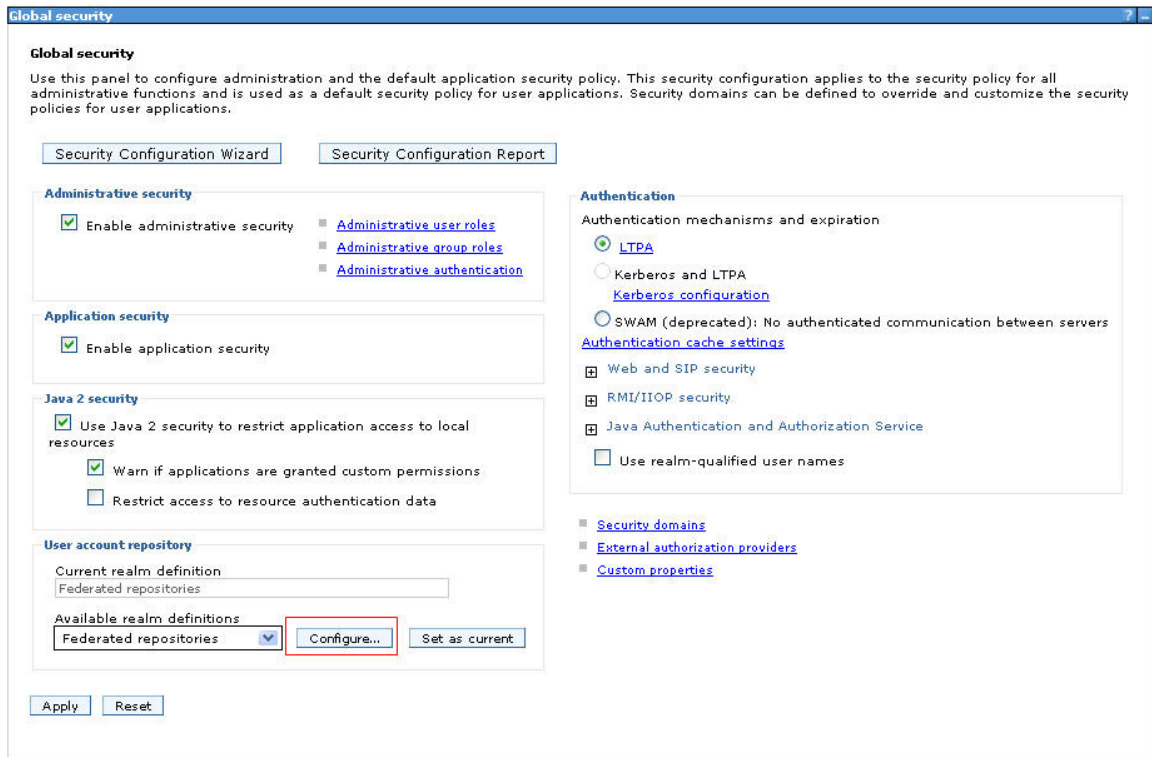 Global security
?
Global security
Use this panel to configure administration and the default application security policy. This security configuration applies to the security policy for all
administrative functions and is used as a default security policy for user applications. Security domains can be defined to override and customize the security
policies for user applications.
Security Configuration Wizard
Security Configuration Report
Administrative security
Enable administrative security
Administrative user roles
Administrative group roles
Administrative authentication
Application security
Enable application security
Java 2 security
Use Java 2 security to restrict application access to local
resources
Warn if applications are granted custom permissions
Restrict access to resource authentication data
User account repository
Current realm definition
Federated repositories
Available realm definitions
Federated repositories
Configure...
Set as current
Apply
Reset
Authentication
Authentication mechanisms and expiration
LTPA
Kerberos and LTPA
Kerberos configuration
SWAM (deprecated): No authenticated communication between servers
Authentication cache settings
Web and SIP security
RMI/IIOP security
Java Authentication and Authorization Service
Use realm-qualified user names
Security domains
External authorization providers
Custom properties